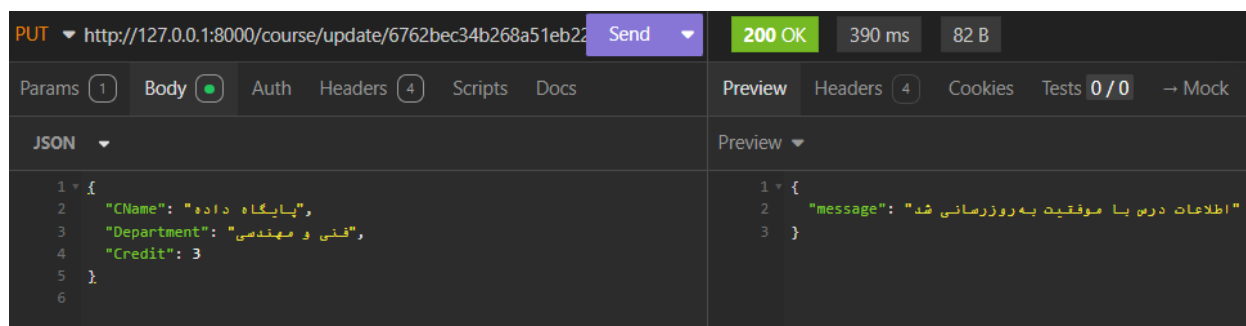 PUT http://127.0.0.1:8000/course/update/6762bec34b268a51eb22 Send 200 OK 390 ms 82 B
Params 1 Body Auth Headers 4 Scripts Docs Preview Headers 4 Cookies Tests 0 / 0 → Mock
JSON Preview
1 {
2 "CName": "پایگاه داده",
3 "Department": "فنی و مهندسی",
4 "Credit": 3
5 }
6
1 {
2 "message": "اطلاعات درس با موفقیت به‌روزرسانی شد"
3 }